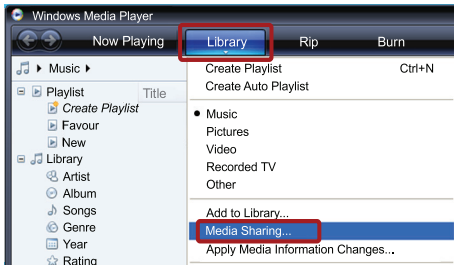 Windows Media Player
Now Playing
Library
Rip
Burn
Music
Playlist
Title
Create Playlist
Favour
New
Library
Artist
Album
Songs
Genre
Year
Rating
Create Playlist Ctrl+N
Create Auto Playlist
Music
Pictures
Video
Recorded TV
Other
Add to Library...
Media Sharing...
Apply Media Information Changes...